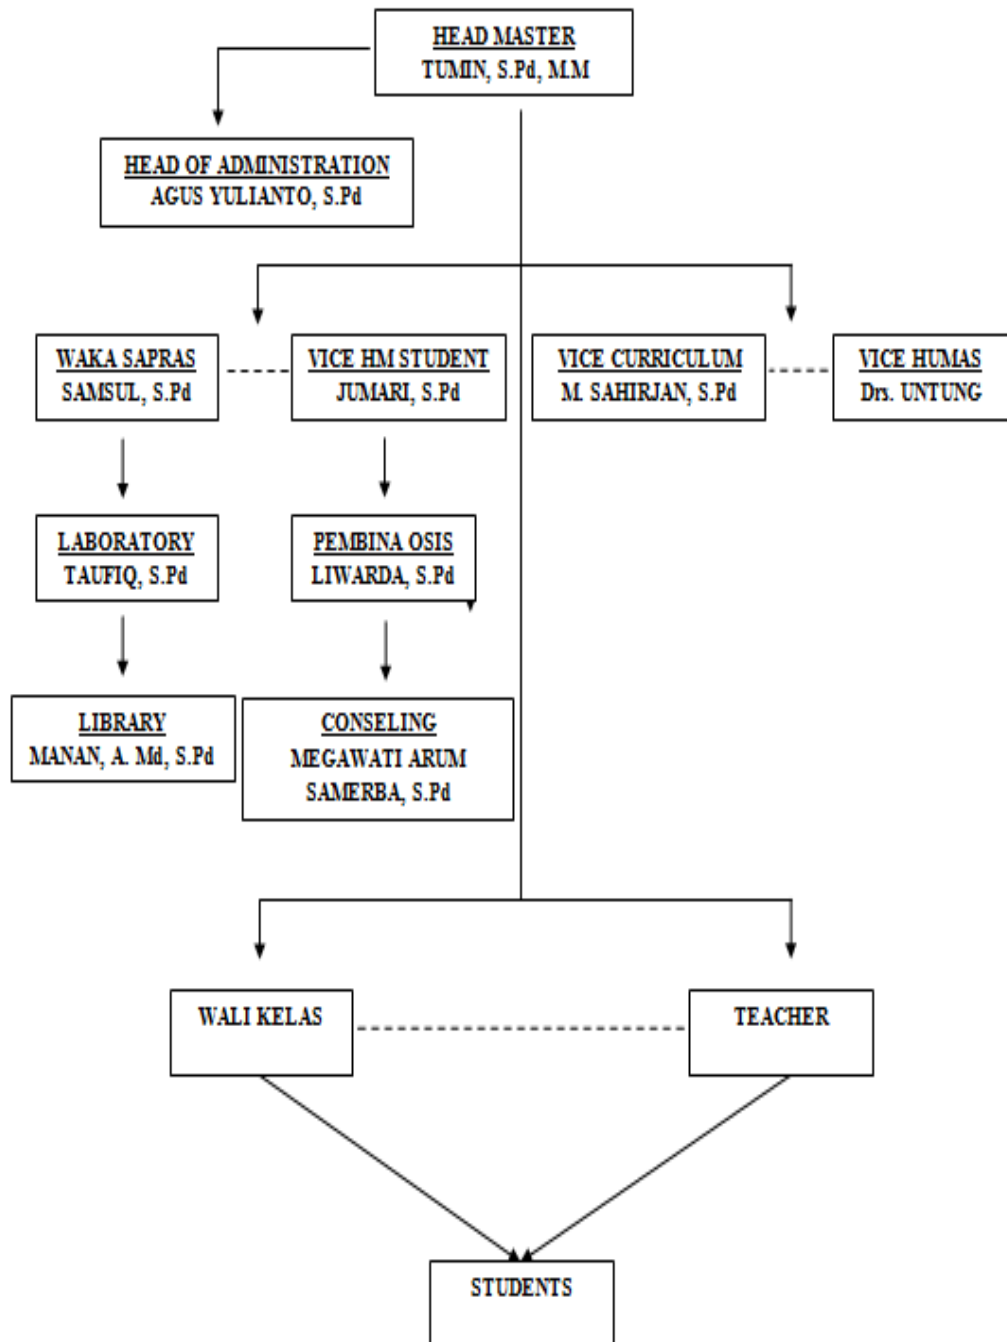 HEAD MASTER
TUMIN, S.Pd, M.M
HEAD OF ADMINISTRATION
AGUS YULIANTO, S.Pd
WAKA SAPRAS
SAMSUL, S.Pd
VICE HM STUDENT
JUMARI, S.Pd
VICE CURRICULUM
M. SAHIRJAN, S.Pd
VICE HUMAS
Drs. UNTUNG
LABORATORY
TAUFIQ, S.Pd
PEMBINA OSIS
LIWARDA, S.Pd
LIBRARY
MANAN, A. Md, S.Pd
CONSELING
MEGAWATI ARUM
SAMERBA, S.Pd
WALI KELAS
TEACHER
STUDENTS